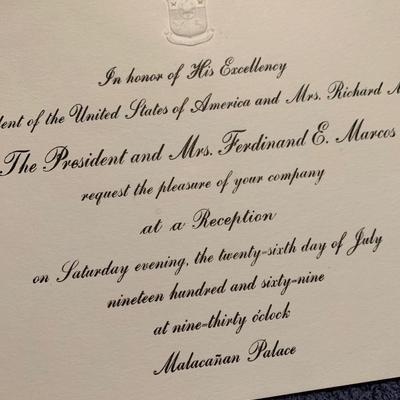 In honor of His Excellency
dent of the United States of America and Mrs. Richard
The President and Mrs. Ferdinand E. Marcos
request the pleasure of your company
at a Reception
on Saturday evening, the twenty-sixth day of July
nineteen hundred and sixty-nine
at nine-thirty o'clock
Malacañan Palace